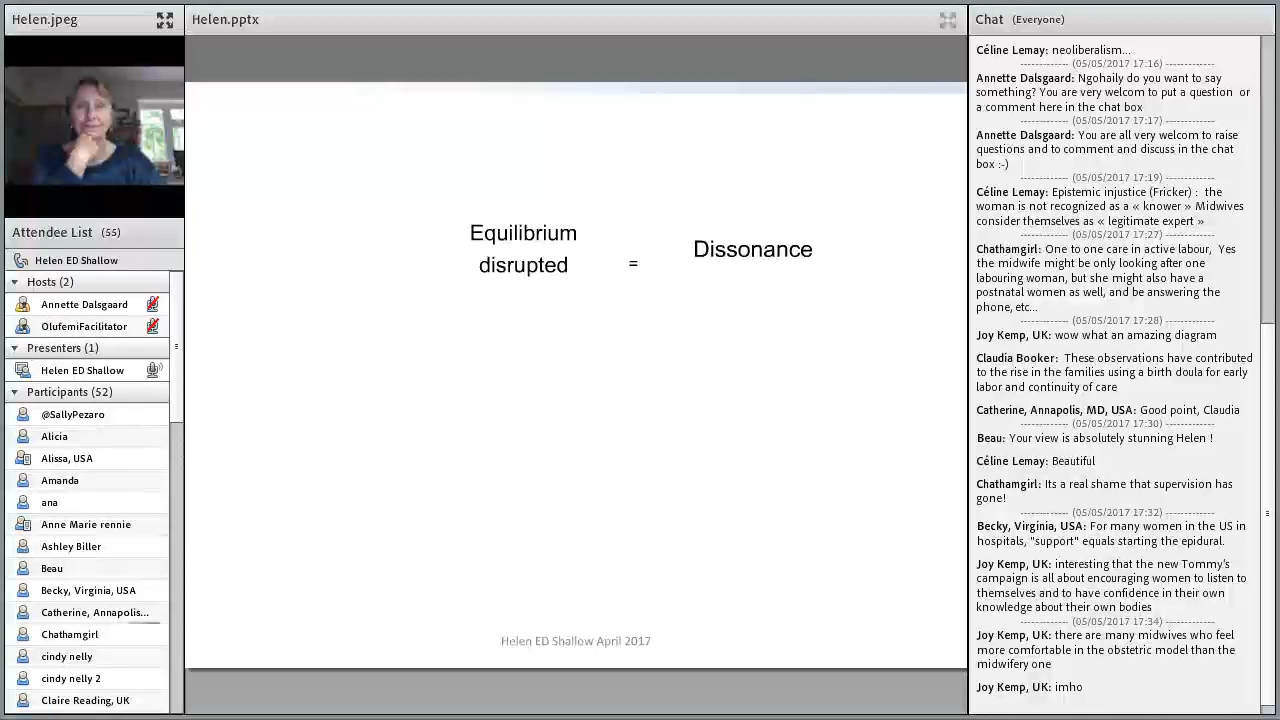 Helen.jpeg
Attendee List (55)
Helen ED Shallow
Hosts (2)
Annette Dalsgaard
OlufemiFacilitator
Presenters (1)
Helen ED Shallow
Participants (52)
@SallyPezaro
Alicia
Alissa, USA
Amanda
ana
Anne Marie rennie
Ashley Biller
Beau
Becky, Virginia, USA
Catherine, Annapolis...
Chathamgirl
cindy nelly
cindy nelly 2
Claire Reading, UK
Helen.pptx
Equilibrium
disrupted
=
Dissonance
Helen ED Shallow April 2017
Chat (Everyone)
Céline Lemay: neoliberalism...
------------- (05/05/2017 17:16) -------------
Annette Dalsgaard: Ngohaily do you want to say
something? You are very welcom to put a question or
a comment here in the chat box
------------- (05/05/2017 17:17) -------------
Annette Dalsgaard: You are all very welcom to raise
questions and to comment and discuss in the chat
box :-)
------------- (05/05/2017 17:19) -------------
Céline Lemay: Epistemic injustice (Fricker) : the
woman is not recognized as a « knower » Midwives
consider themselves as « legitimate expert »
------------- (05/05/2017 17:27) -------------
Chathamgirl: One to one care in active labour, Yes
the midwife might be only looking after one
labouring woman, but she might also have a
postnatal women as well, and be answering the
phone, etc...
------------- (05/05/2017 17:28) -------------
Joy Kemp, UK: wow what an amazing diagram
Claudia Booker: These observations have contributed
to the rise in the families using a birth doula for early
labor and continuity of care
Catherine, Annapolis, MD, USA: Good point, Claudia
------------- (05/05/2017 17:30) -------------
Beau: Your view is absolutely stunning Helen !
Céline Lemay: Beautiful
Chathamgirl: Its a real shame that supervision has
gone!
------------- (05/05/2017 17:32) -------------
Becky, Virginia, USA: For many women in the US in
hospitals, "support" equals starting the epidural.
Joy Kemp, UK: interesting that the new Tommy's
campaign is all about encouraging women to listen to
themselves and to have confidence in their own
knowledge about their own bodies
------------- (05/05/2017 17:34) -------------
Joy Kemp, UK: there are many midwives who feel
more comfortable in the obstetric model than the
midwifery one
Joy Kemp, UK: imho